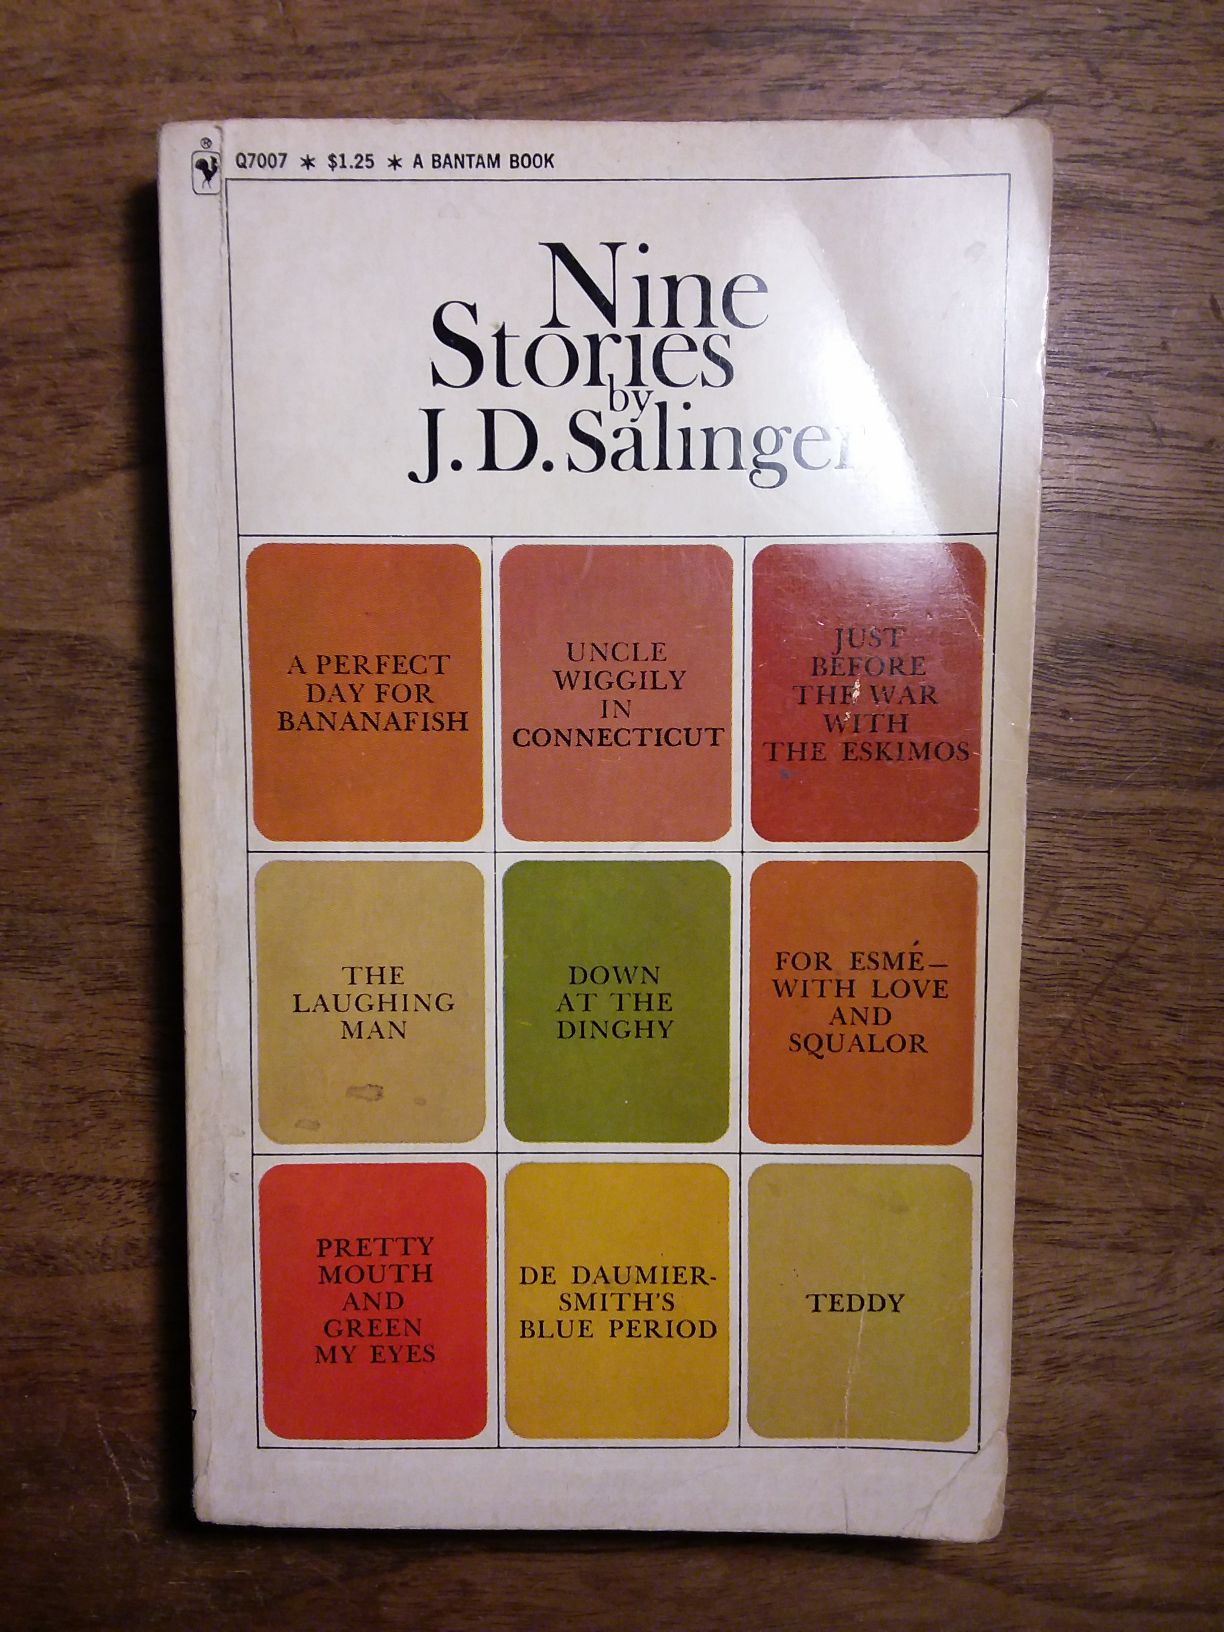 ® Q7007 * $1.25 * A BANTAM BOOK
Nine
Stories
by
J.D. Salinger
A PERFECT
DAY FOR
BANANAFISH
UNCLE
WIGGILY
IN
CONNECTICUT
JUST
BEFORE
THE WAR
WITH
THE ESKIMOS
THE
LAUGHING
MAN
DOWN
AT THE
DINGHY
FOR ESMÉ—
WITH LOVE
AND
SQUALOR
PRETTY
MOUTH
AND
GREEN
MY EYES
DE DAUMIER-
SMITH'S
BLUE PERIOD
TEDDY